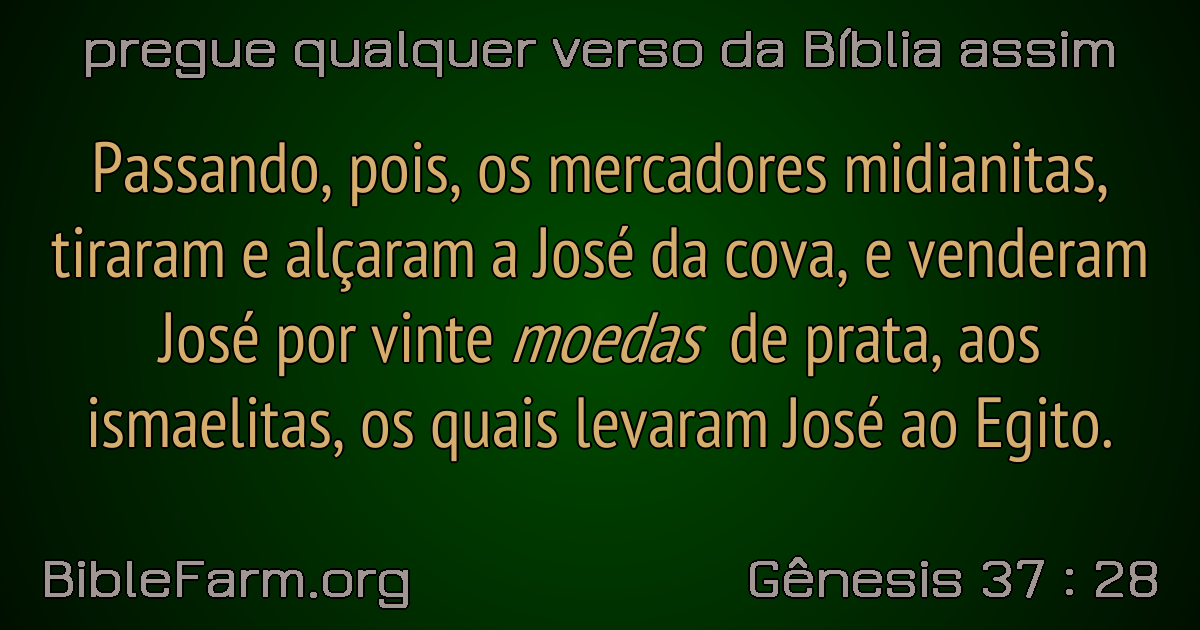 pregue qualquer verso da Bíblia assim
Passando, pois, os mercadores midianitas,
tiraram e alçaram a José da cova, e venderam
José por vinte moedas de prata, aos
ismaelitas, os quais levaram José ao Egito.
BibleFarm.org
Gênesis 37 : 28